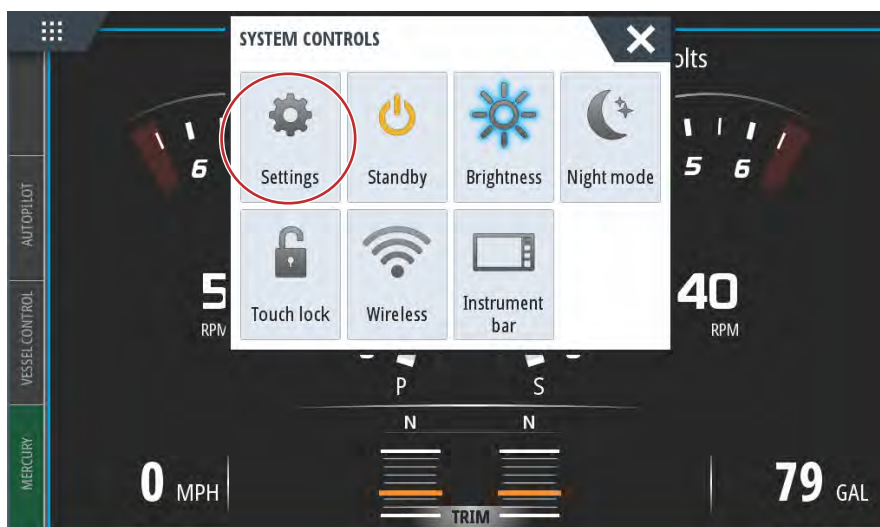 SYSTEM CONTROLS
olts
Settings
Standby
Brightness
Night mode
6
5 6
AUTOPILOT
Touch lock
Wireless
Instrument
bar
5
40
RPM
VESSEL CONTROL
P S
N N
MERCURY
0 MPH
79 GAL
TRIM